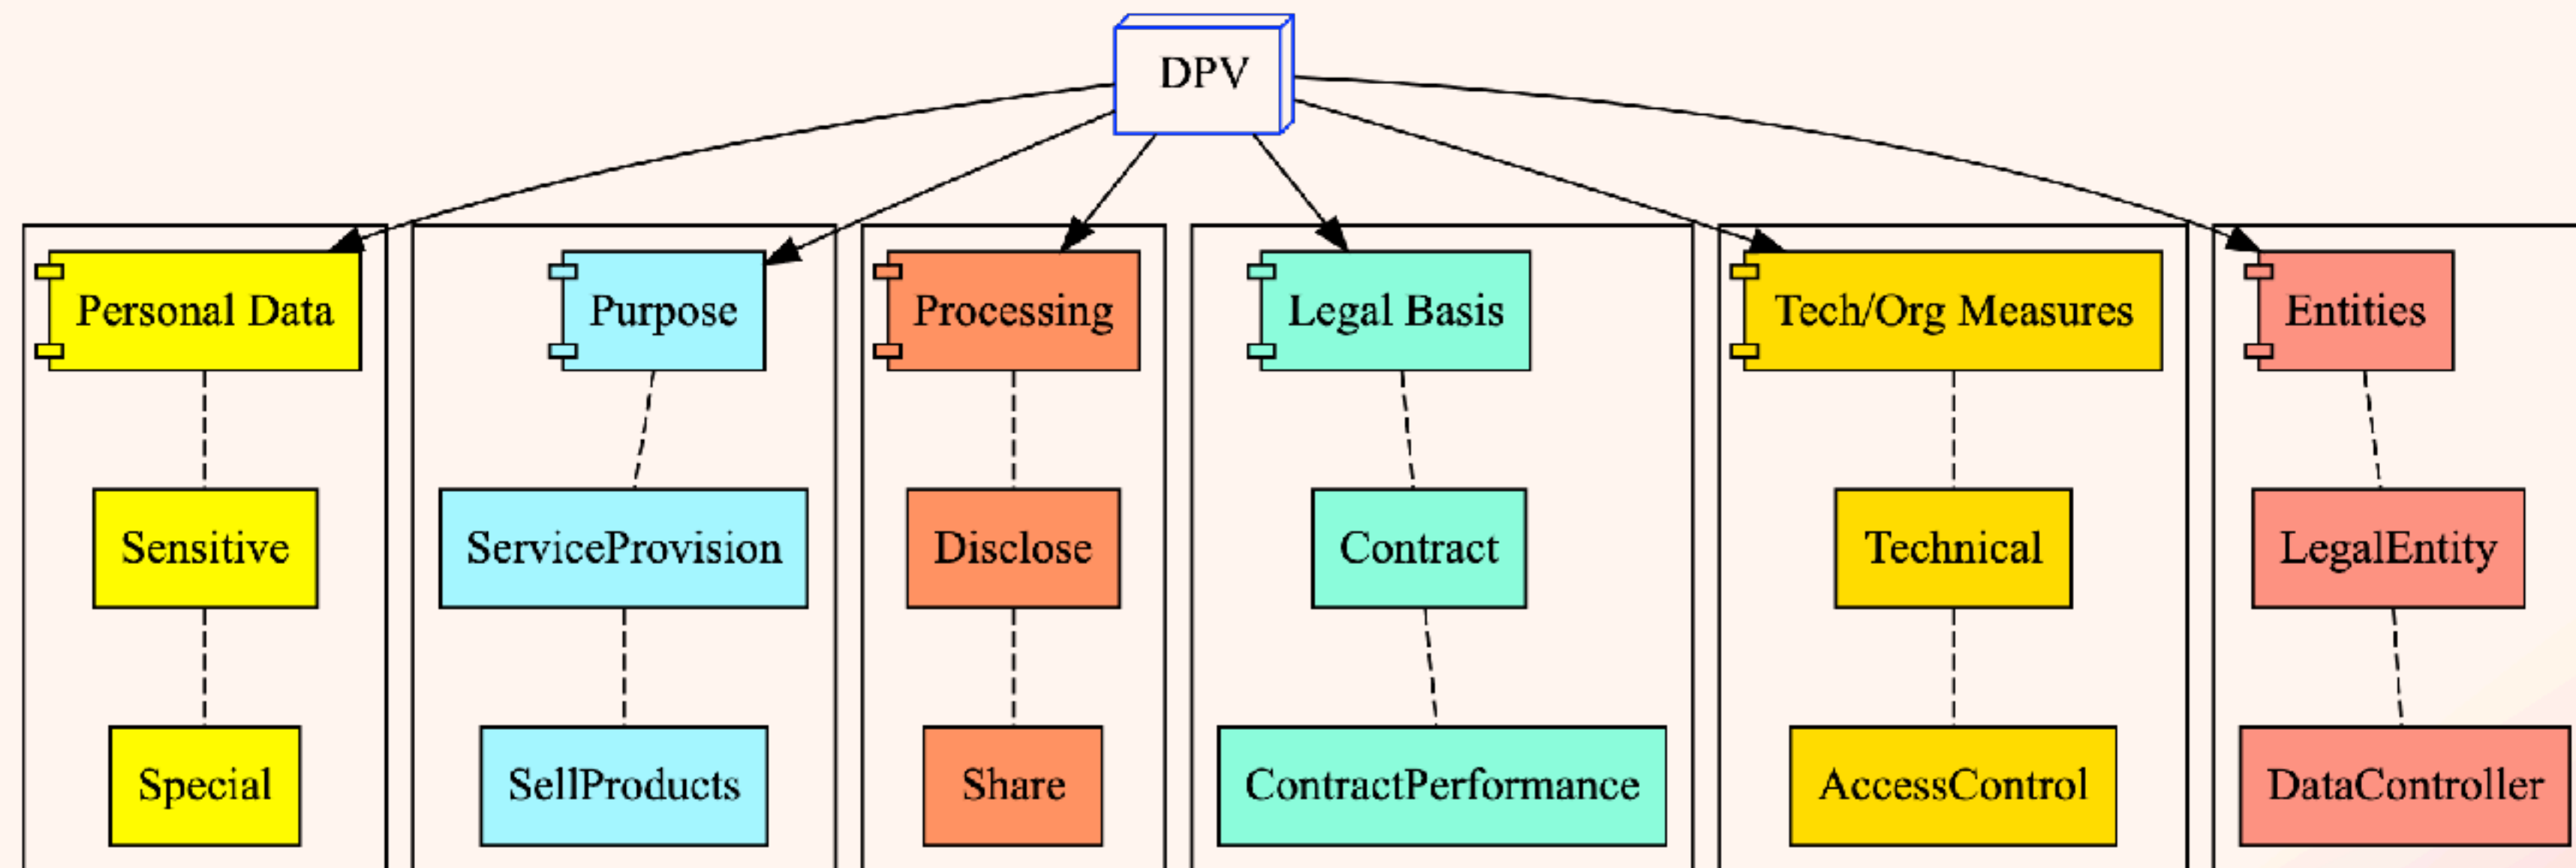 DPV
Personal Data
Purpose
Processing
Legal Basis
Tech/Org Measures
Entities
Sensitive
ServiceProvision
Disclose
Contract
Technical
LegalEntity
Special
SellProducts
Share
ContractPerformance
AccessControl
DataController